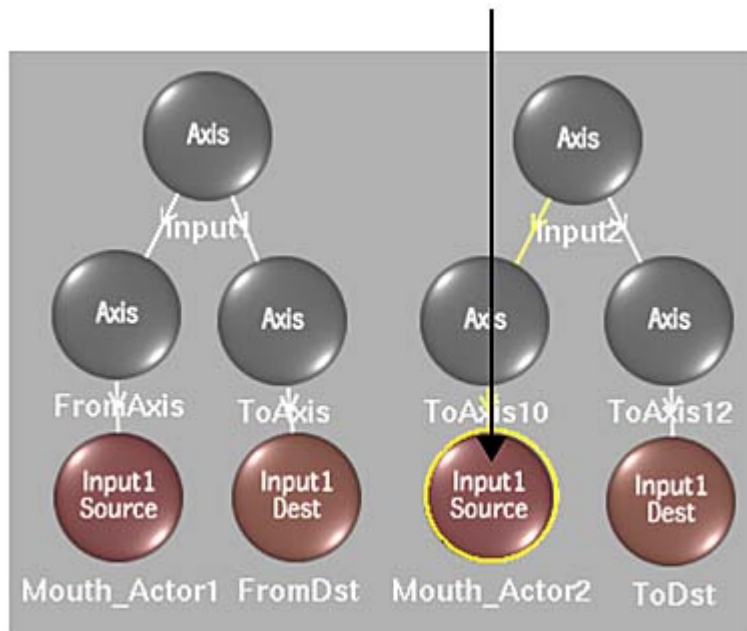 Axis
Axis
Input1
Input2
Axis
Axis
Axis
Axis
FromAxis
ToAxis
ToAxis10
ToAxis12
Input1
Source
Input1
Dest
Input1
Source
Input1
Dest
Mouth_Actor1
FromDst
Mouth_Actor2
ToDst